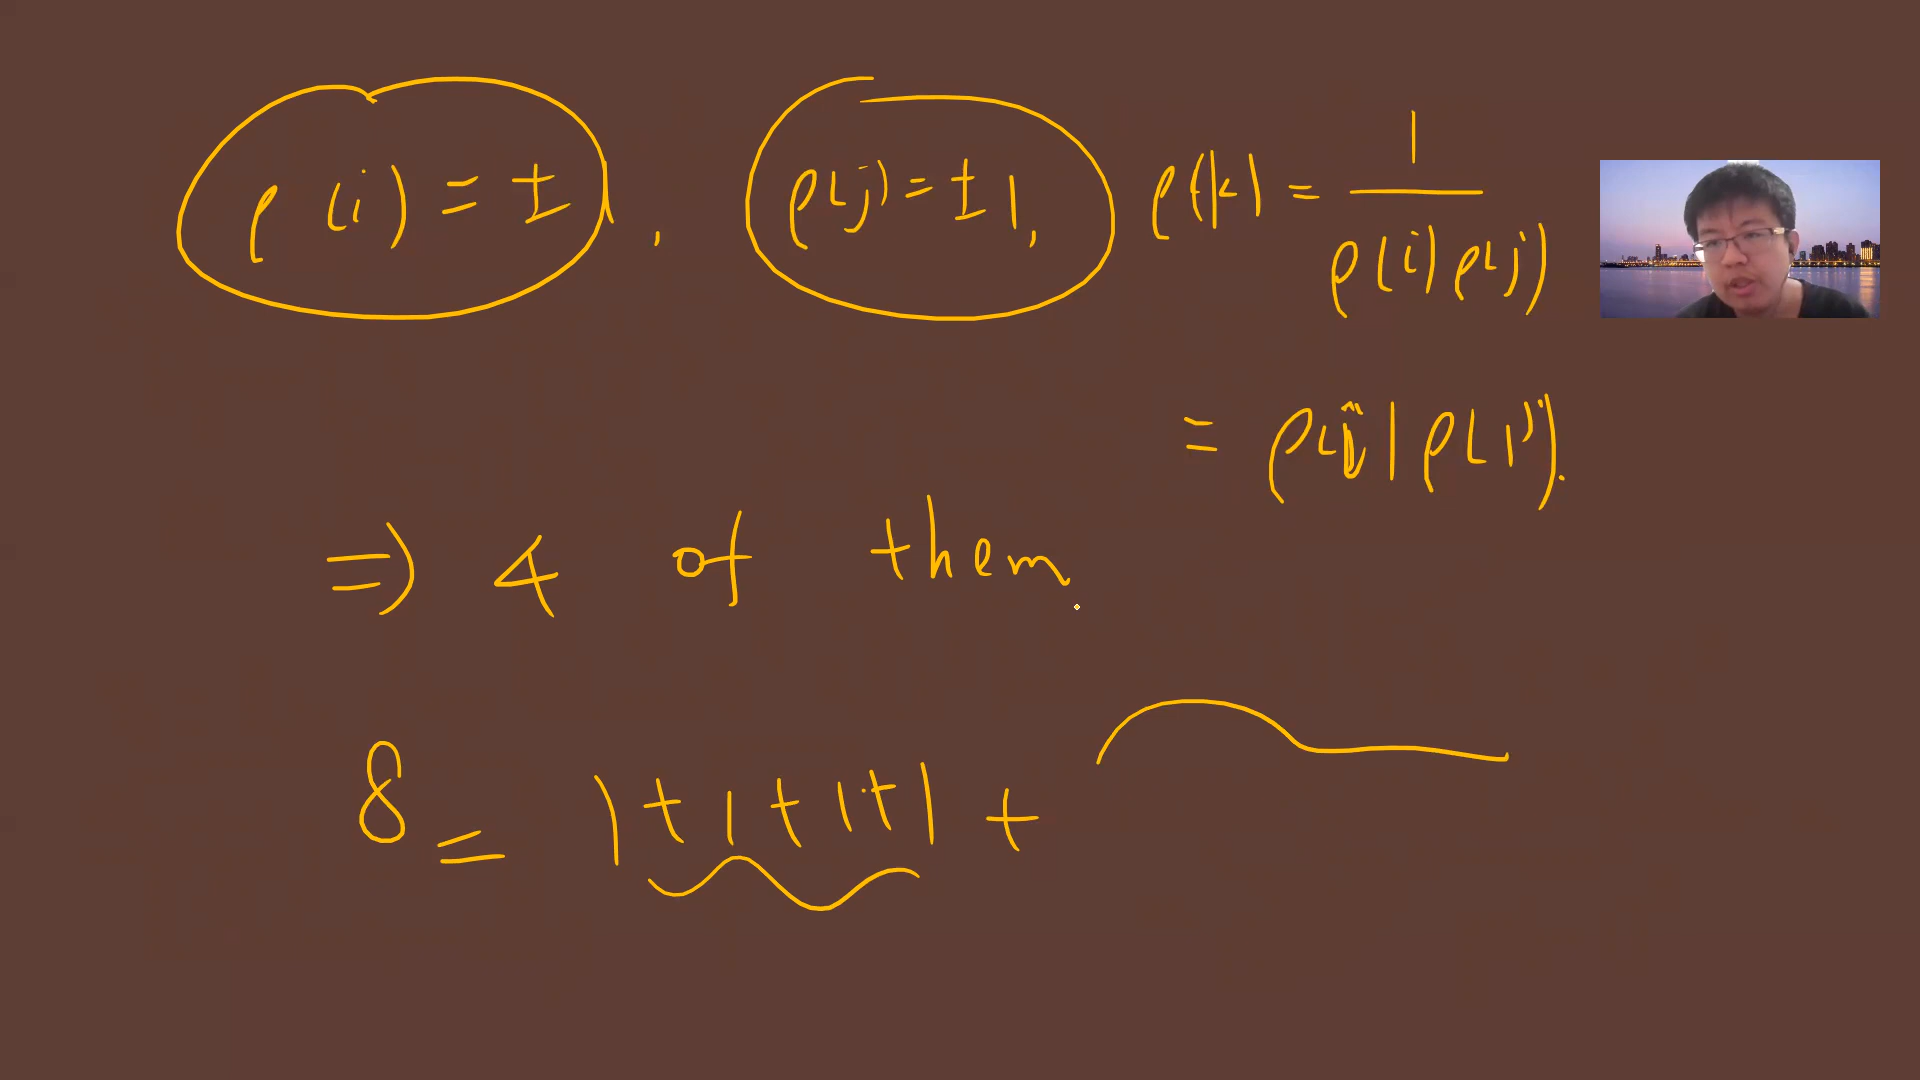 ρ(i) = ±1, ρ(j) = ±1, ρ(k) = 1 / ρ(i)ρ(j)
= ρ(i)ρ(j).
⇒ 4 of them.
8 = 1+1+1+1+